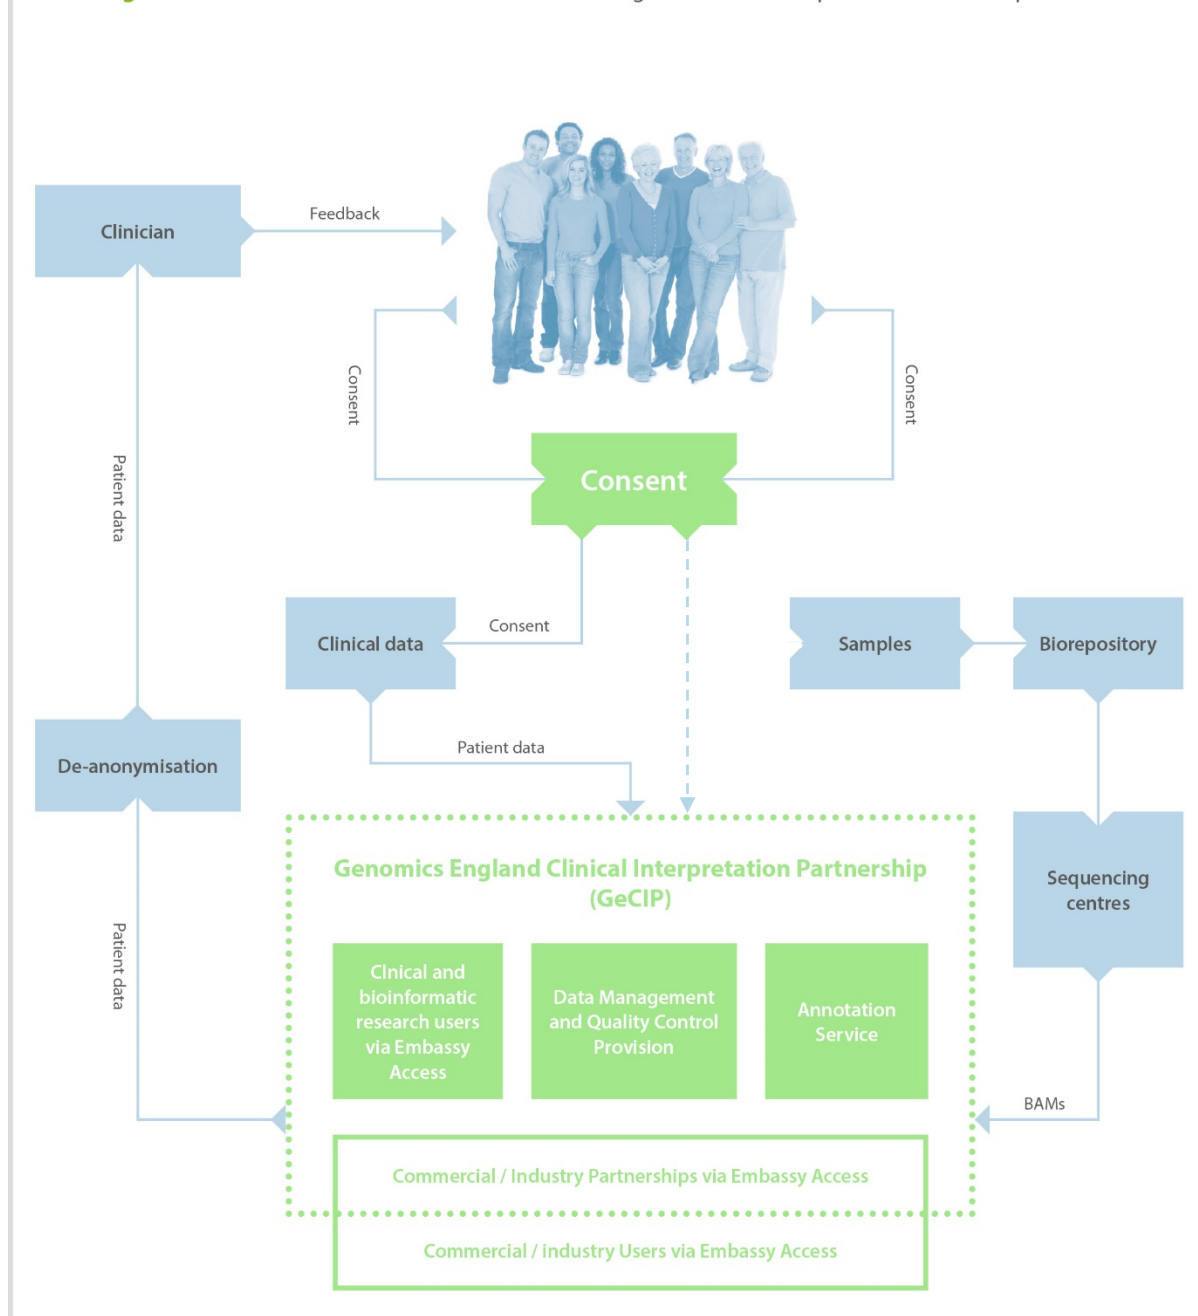 Feedback
Clinician
Consent
Consent
Consent
Patient data
Clinical data
Consent
Samples
Biorepository
Patient data
De-anonymisation
Genomics England Clinical Interpretation Partnership
(GeCIP)
Sequencing
centres
Clnical and
bioinformatic
research users
via Embassy
Access
Data Management
and Quality Control
Provision
Annotation
Service
Patient data
BAMs
Commercial / Industry Partnerships via Embassy Access
Commercial / industry Users via Embassy Access